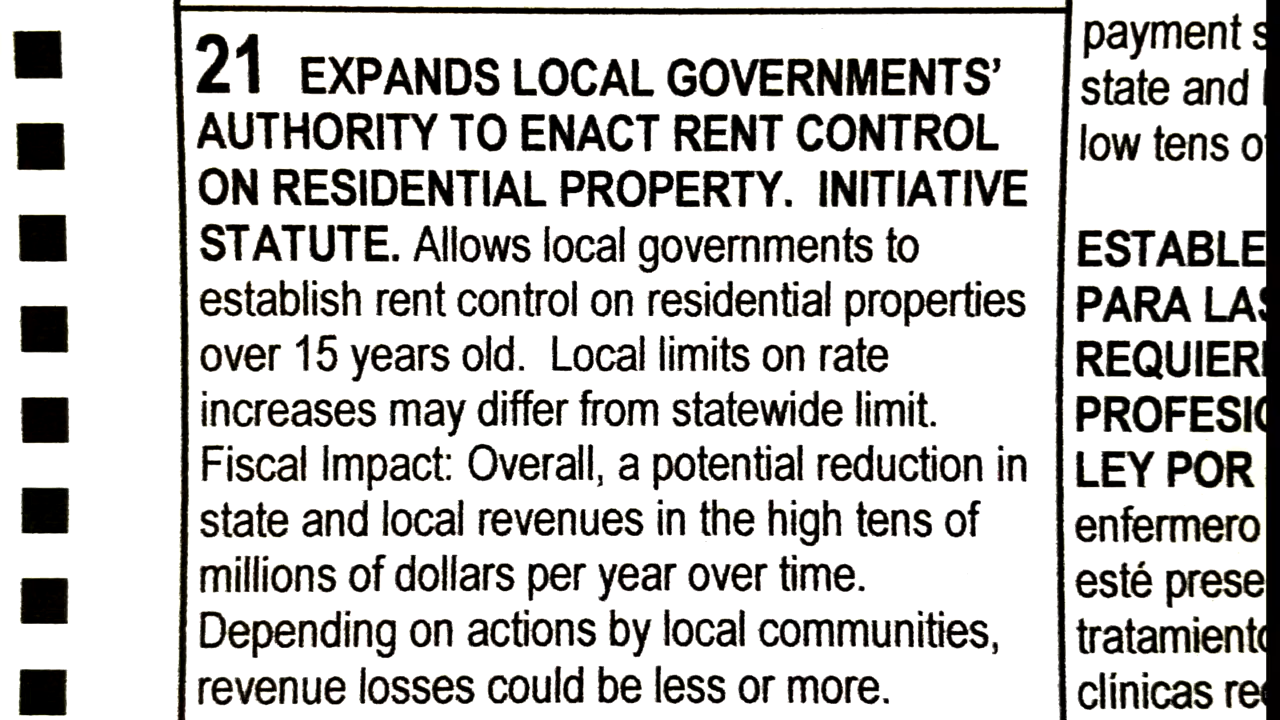 21 EXPANDS LOCAL GOVERNMENTS’
AUTHORITY TO ENACT RENT CONTROL
ON RESIDENTIAL PROPERTY. INITIATIVE
STATUTE. Allows local governments to
establish rent control on residential properties
over 15 years old. Local limits on rate
increases may differ from statewide limit.
Fiscal Impact: Overall, a potential reduction in
state and local revenues in the high tens of
millions of dollars per year over time.
Depending on actions by local communities,
revenue losses could be less or more.
payment
state and
low tens
PARA
LEY POR
enfermero
esté
clínicas